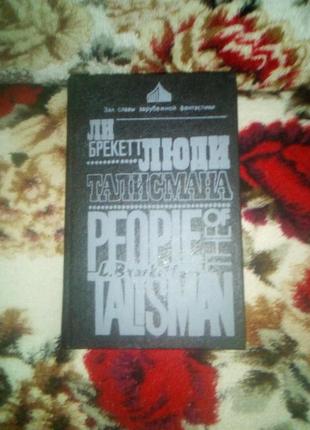 Зал славы зарубежной фантастики
ЛИ
БРЕКЕТТ
ЛЮДИ
ТАЛИСМАНА
PEOPLE
OF
THE
L. Brackett
TALISMAN